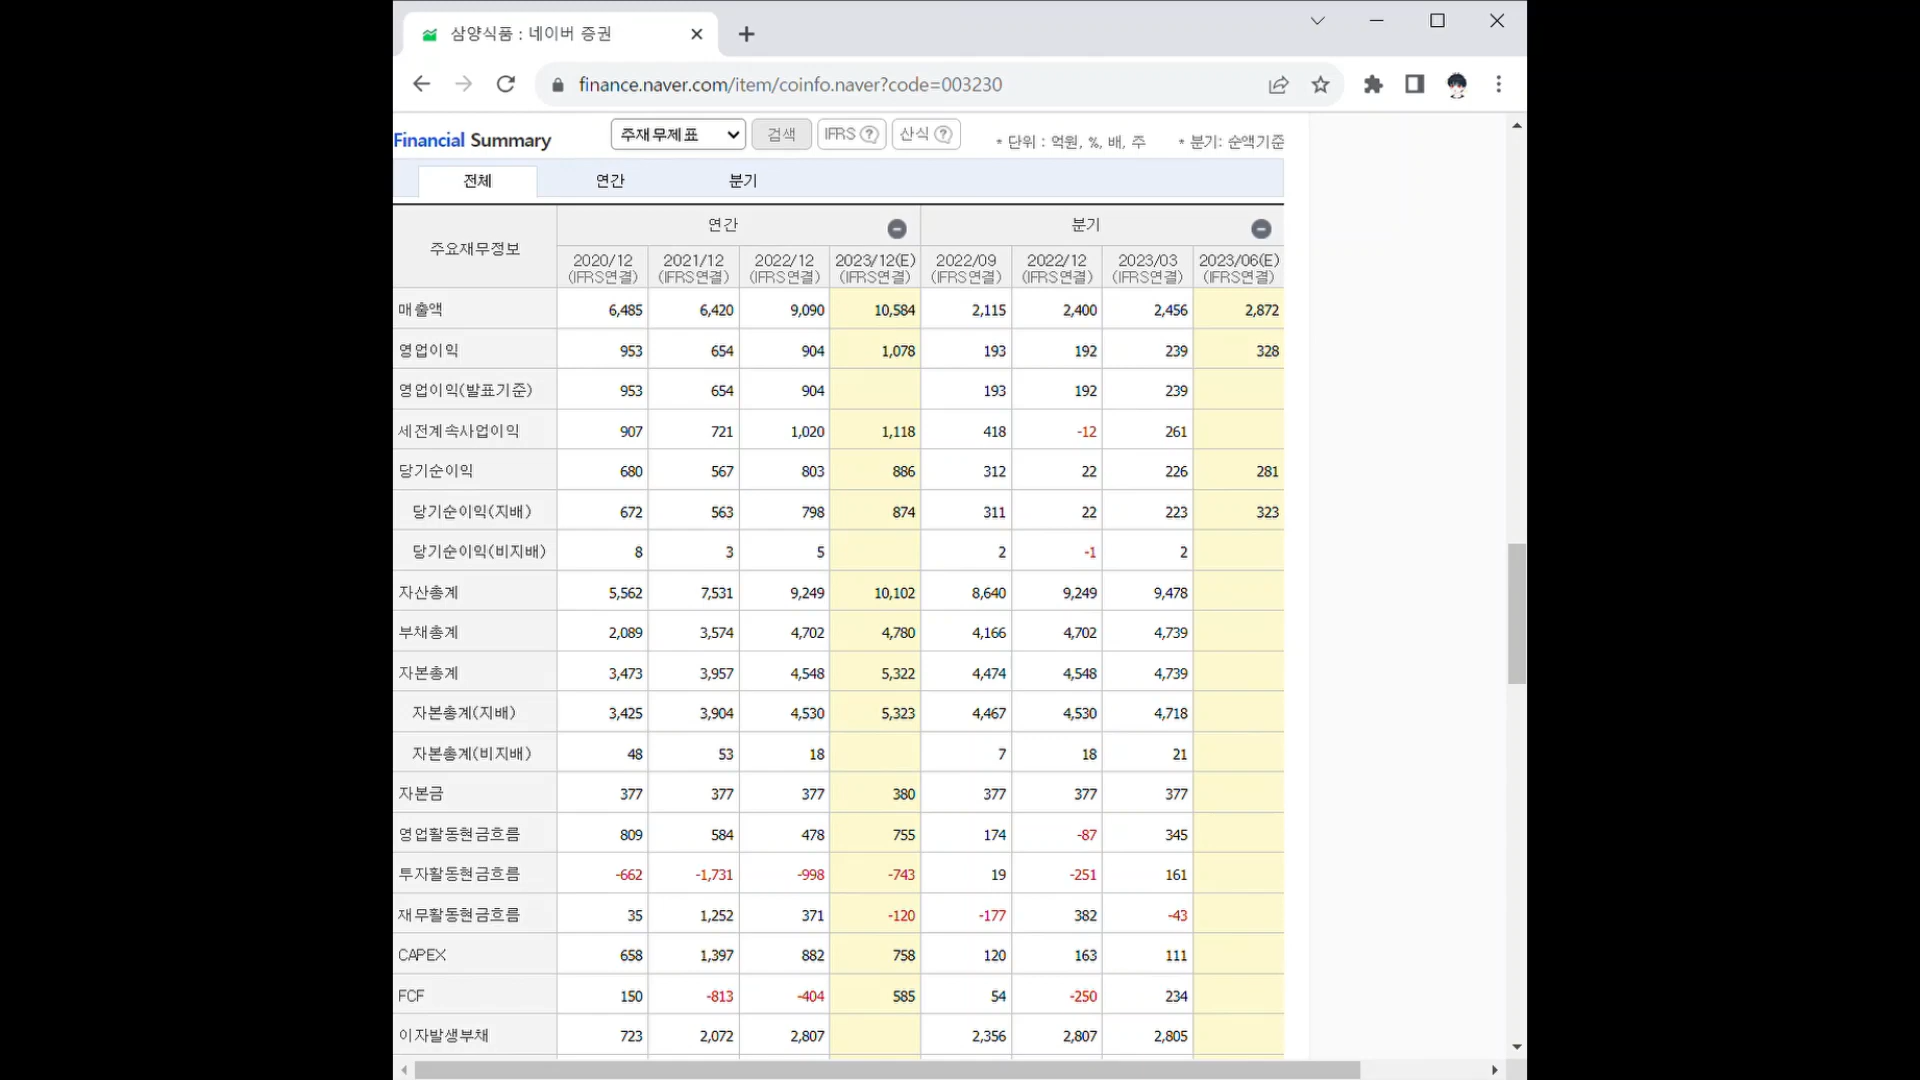 삼양식품 : 네이버 증권
finance.naver.com/item/coinfo.naver?code=003230
Financial Summary 주재무제표 검색 IFRS ? 산식 ? * 단위 : 억원, %, 배, 주 * 분기: 순액기준
전체 연간 분기
주요재무정보 연간 분기
2020/12 2021/12 2022/12 2023/12(E) 2022/09 2022/12 2023/03 2023/06(E)
(IFRS연결) (IFRS연결) (IFRS연결) (IFRS연결) (IFRS연결) (IFRS연결) (IFRS연결) (IFRS연결)
매출액 6,485 6,420 9,090 10,584 2,115 2,400 2,456 2,872
영업이익 953 654 904 1,078 193 192 239 328
영업이익(발표기준) 953 654 904 193 192 239
세전계속사업이익 907 721 1,020 1,118 418 -12 261
당기순이익 680 567 803 886 312 22 226 281
당기순이익(지배) 672 563 798 874 311 22 223 323
당기순이익(비지배) 8 3 5 2 -1 2
자산총계 5,562 7,531 9,249 10,102 8,640 9,249 9,478
부채총계 2,089 3,574 4,702 4,780 4,166 4,702 4,739
자본총계 3,473 3,957 4,548 5,322 4,474 4,548 4,739
자본총계(지배) 3,425 3,904 4,530 5,323 4,467 4,530 4,718
자본총계(비지배) 48 53 18 7 18 21
자본금 377 377 377 380 377 377 377
영업활동현금흐름 809 584 478 755 174 -87 345
투자활동현금흐름 -662 -1,731 -998 -743 19 -251 161
재무활동현금흐름 35 1,252 371 -120 -177 382 -43
CAPEX 658 1,397 882 758 120 163 111
FCF 150 -813 -404 585 54 -250 234
이자발생부채 723 2,072 2,807 2,356 2,807 2,805